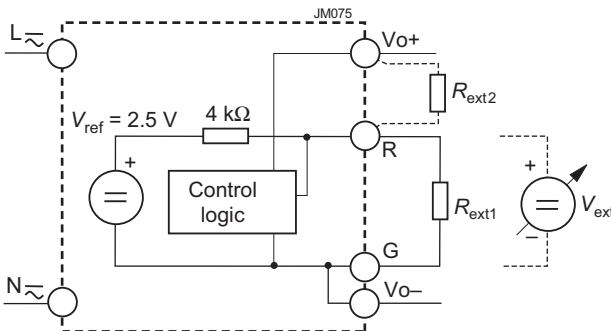 JM075
L
Vo+
Rext2
Vref = 2.5 V
4 kΩ
+
R
Control
logic
Rext1
+
Vext
–
G
N
Vo–